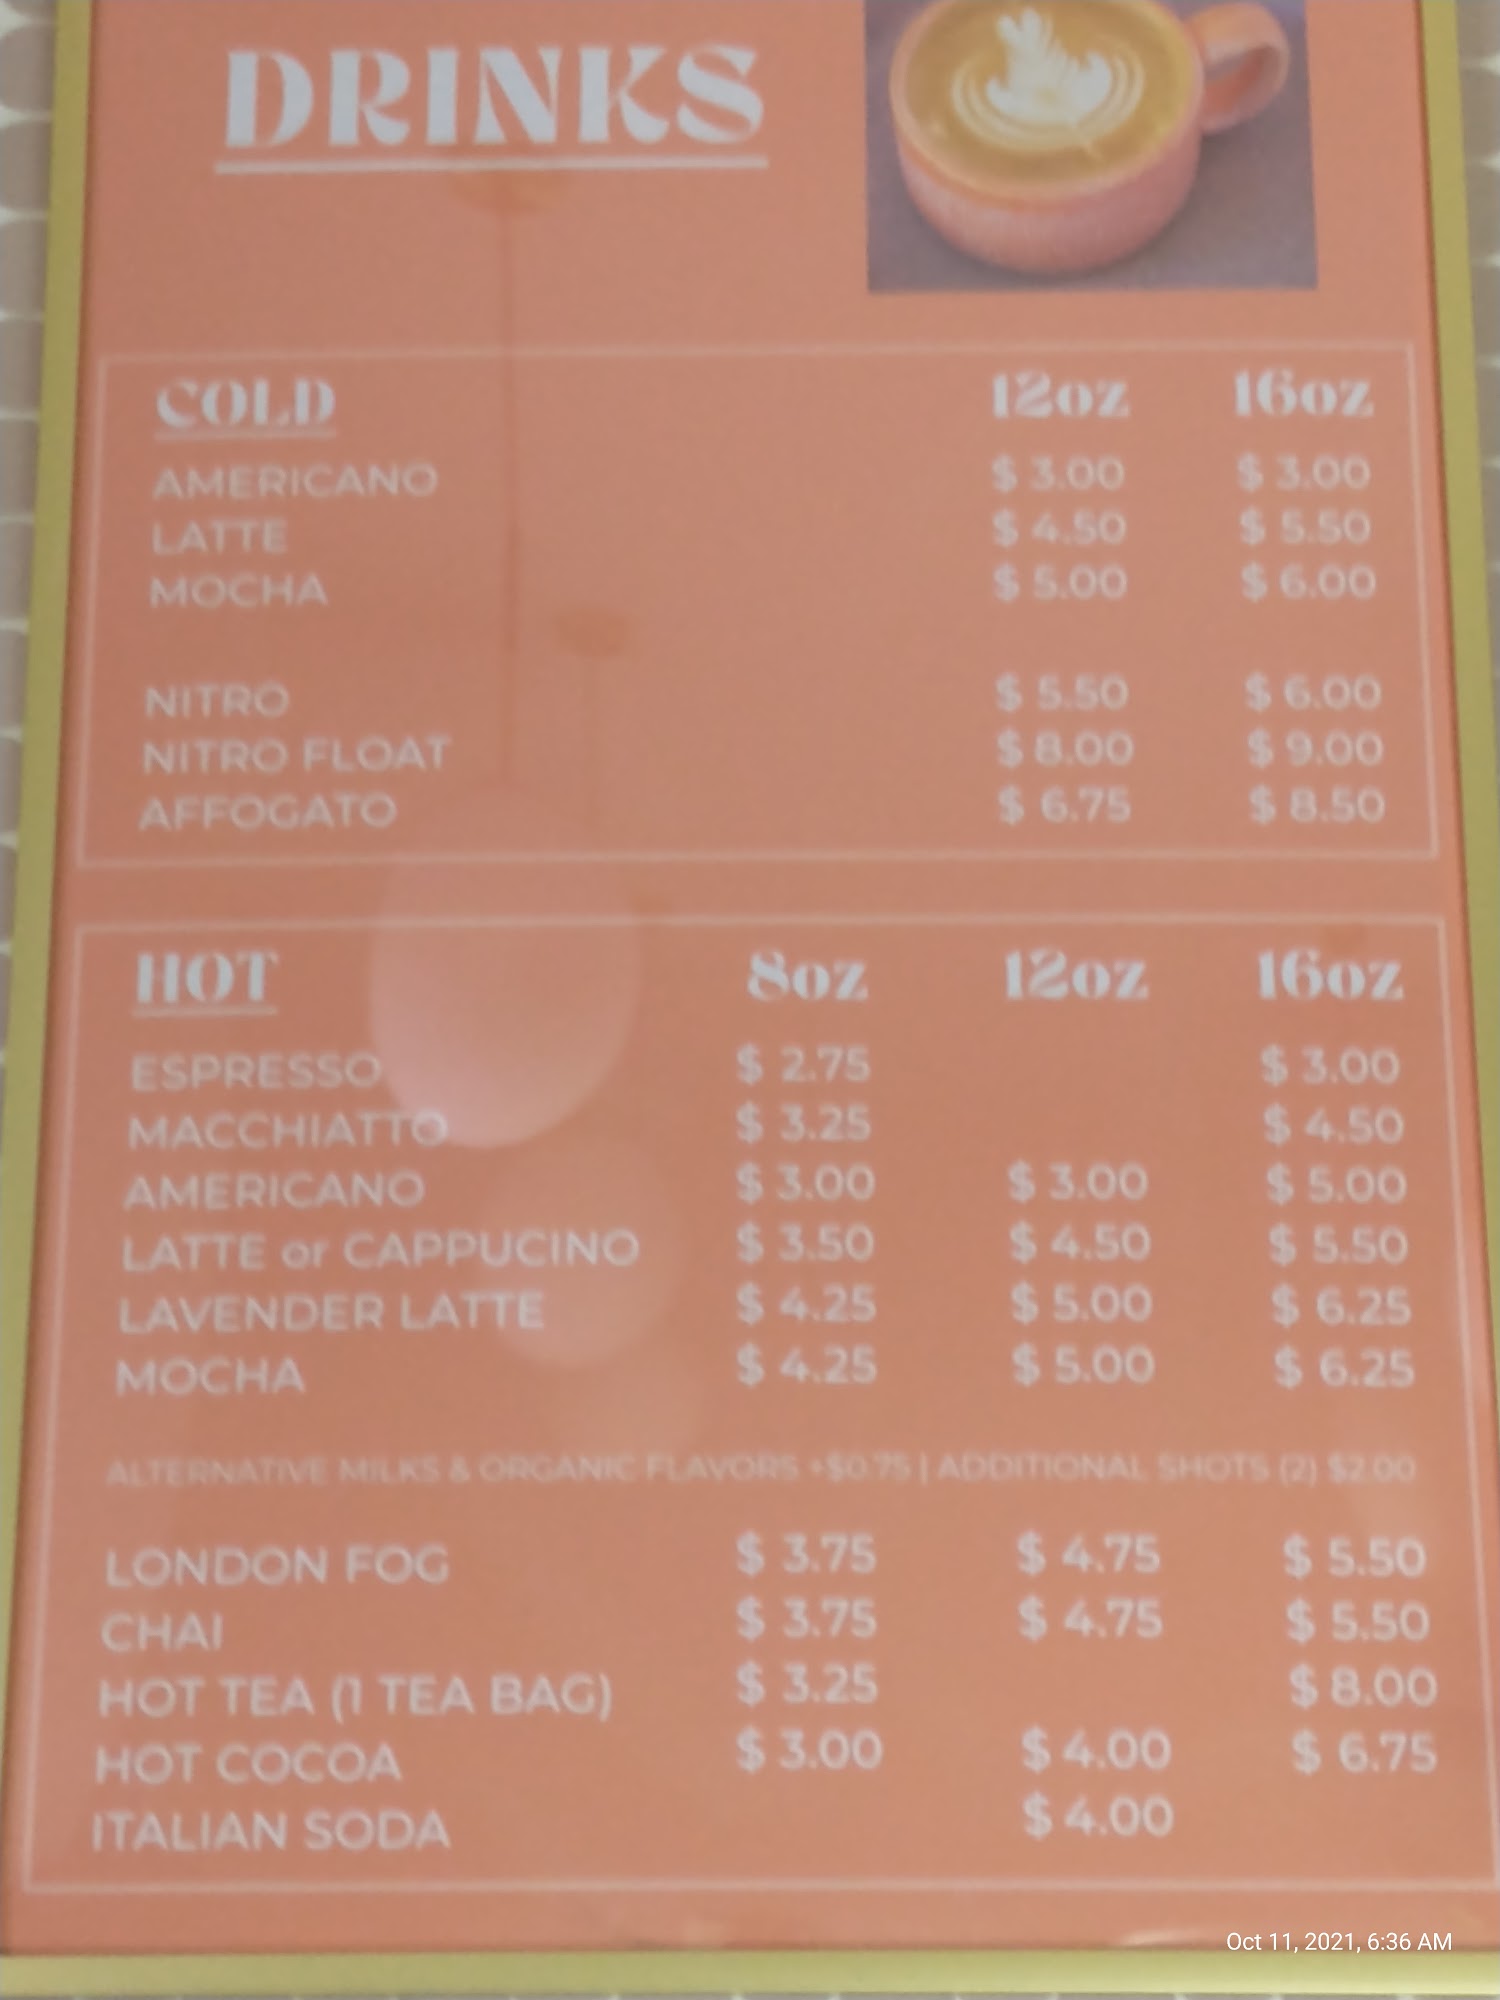 DRINKS
COLD 12oz 16oz
AMERICANO $ 3.00 $ 3.00
LATTE $ 4.50 $ 5.50
MOCHA $ 5.00 $ 6.00
NITRO $ 5.50 $ 6.00
NITRO FLOAT $ 8.00 $ 9.00
AFFOGATO $ 6.75 $ 8.50
HOT 8oz 12oz 16oz
ESPRESSO $ 2.75 $ 3.00
MACCHIATTO $ 3.25 $ 4.50
AMERICANO $ 3.00 $ 3.00 $ 5.00
LATTE or CAPPUCINO $ 3.50 $ 4.50 $ 5.50
LAVENDER LATTE $ 4.25 $ 5.00 $ 6.25
MOCHA $ 4.25 $ 5.00 $ 6.25
ALTERNATIVE MILKS & ORGANIC FLAVORS +$0.75 | ADDITIONAL SHOTS (2) $2.00
LONDON FOG $ 3.75 $ 4.75 $ 5.50
CHAI $ 3.75 $ 4.75 $ 5.50
HOT TEA (1 TEA BAG) $ 3.25 $ 8.00
HOT COCOA $ 3.00 $ 4.00 $ 6.75
ITALIAN SODA $ 4.00
Oct 11, 2021, 6:36 AM